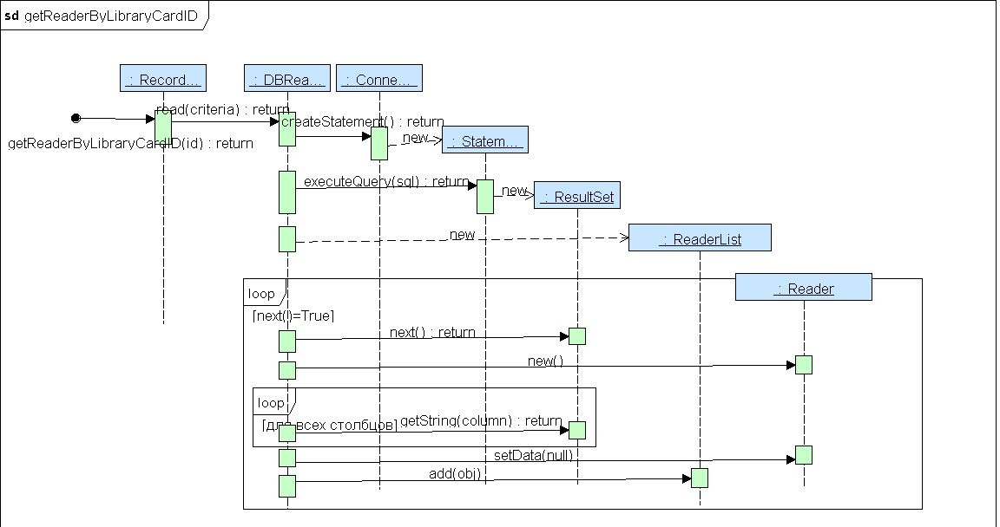 sd getReaderByLibraryCardID
: Record...
: DBRea...
: Conne...
read(criteria) : return
createStatement() : return
getReaderByLibraryCardID(id) : return
new
: Statem...
executeQuery(sql) : return
new
: ResultSet
new
: ReaderList
loop
: Reader
[next()=True]
next() : return
new()
loop
[для всех столбцов]
getString(column) : return
setData(null)
add(obj)